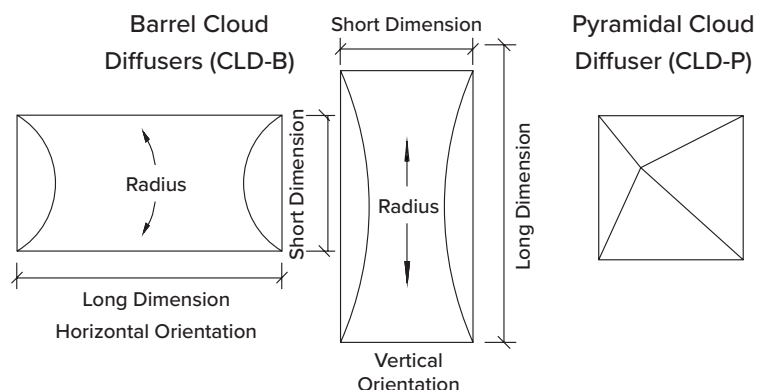 Barrel Cloud
Diffusers (CLD-B)
Short Dimension
Pyramidal Cloud
Diffuser (CLD-P)
Radius
Short Dimension
Long Dimension
Horizontal Orientation
Radius
Long Dimension
Vertical
Orientation